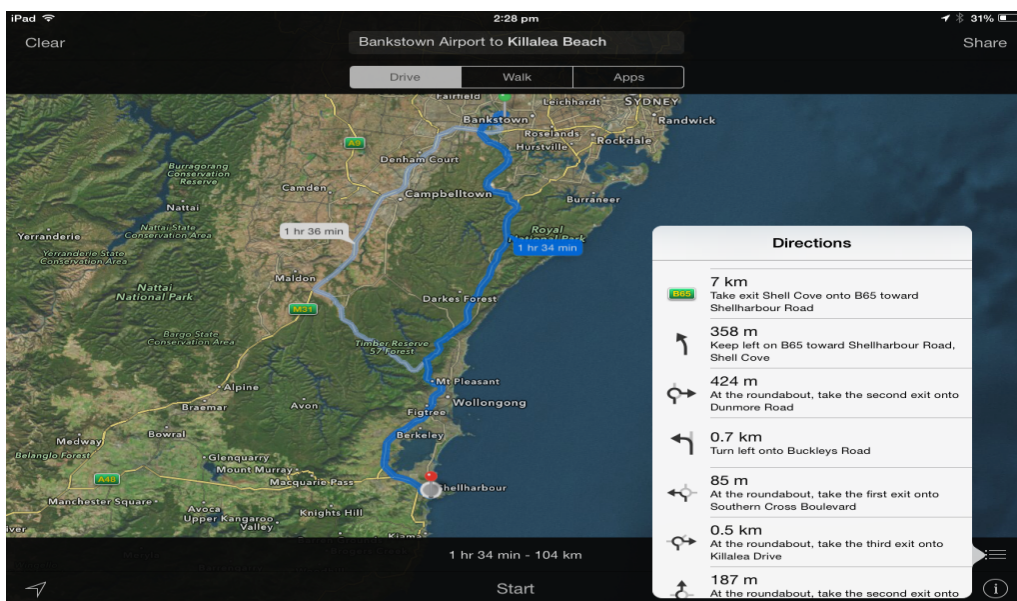 iPad 2:28 pm 31%
Clear Bankstown Airport to Killalea Beach Share
Drive Walk Apps
Fairfield
Leichhardt SYDNEY
Bankstown Randwick
Roselands
Hurstville Rockdale
A9
Denham Court
Burragorang
Conservation
Reserve
Camden Campbelltown
Burraneer
Nattai
Nattai State
Conservation Area
Yerranderie
Yerranderie State
Conservation Area
1 hr 36 min
Royal
National Park
1 hr 34 min
Maldon
Nattai
National Park
M31
Darkes Forest
Bargo State
Conservation Area
Timber Reserve
57 Forest
Mt Pleasant
Alpine
Braemar
Avon
Wollongong
Figtree
Medway
Bowral
Berkeley
Belanglo Forest
Glenquarry
Mount Murray
A48
Macquarie Pass
Shellharbour
Manchester Square
Avoca
Upper Kangaroo
Valley
Knights Hill
iver
Kiama
Directions
B65
7 km
Take exit Shell Cove onto B65 toward
Shellharbour Road
358 m
Keep left on B65 toward Shellharbour Road,
Shell Cove
424 m
At the roundabout, take the second exit onto
Dunmore Road
0.7 km
Turn left onto Buckleys Road
85 m
At the roundabout, take the first exit onto
Southern Cross Boulevard
0.5 km
At the roundabout, take the third exit onto
Killalea Drive
187 m
At the roundabout, take the second exit onto
1 hr 34 min - 104 km
Start